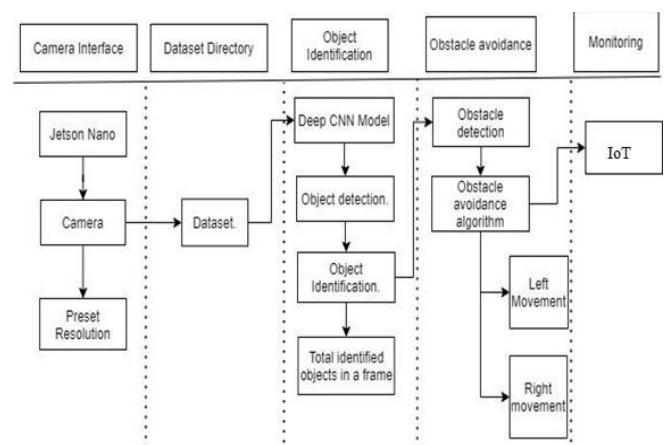 Camera Interface
Dataset Directory
Object
Identification
Obstacle avoidance
Monitoring
Jetson Nano
Camera
Preset
Resolution
Dataset.
Deep CNN Model
Object detection.
Object
Identification.
Total identified
objects in a frame
Obstacle
detection
Obstacle
avoidance
algorithm
Left
Movement
Right
movement
IoT